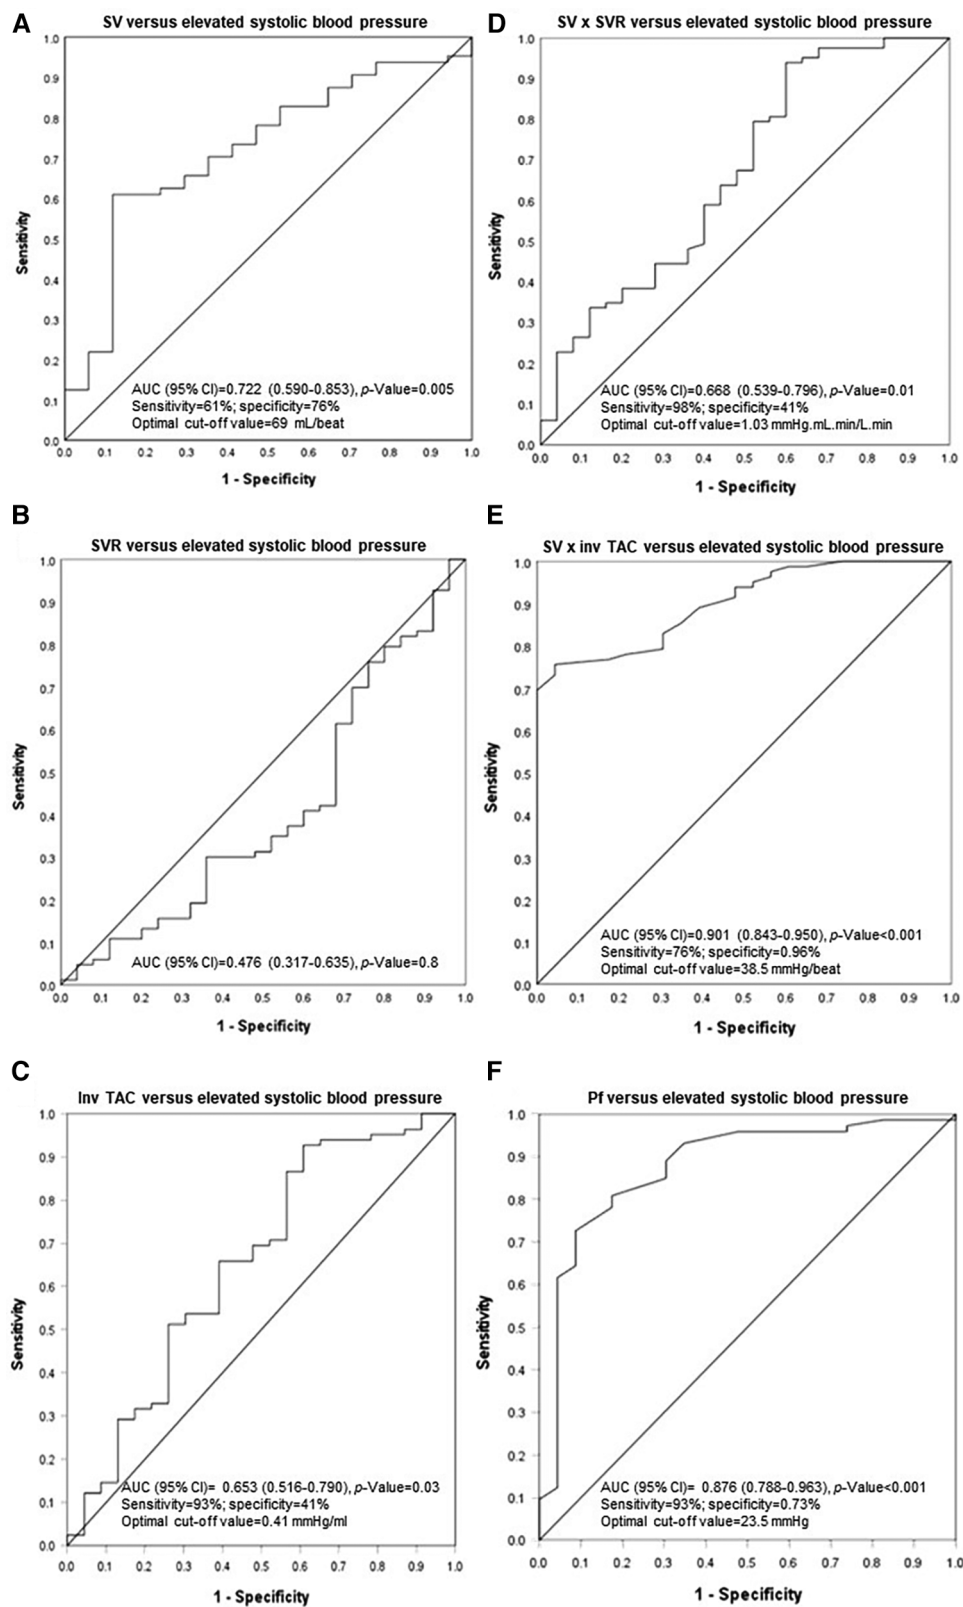 A
SV versus elevated systolic blood pressure
1.0
0.9
0.8
0.7
0.6
0.5
0.4
0.3
0.2
0.1
0.0
Sensitivity
AUC (95% CI)=0.722 (0.590-0.853), p-Value=0.005
Sensitivity=61%; specificity=76%
Optimal cut-off value=69 mL/beat
0.0 0.1 0.2 0.3 0.4 0.5 0.6 0.7 0.8 0.9 1.0
1 - Specificity
D
SV x SVR versus elevated systolic blood pressure
1.0
0.9
0.8
0.7
0.6
0.5
0.4
0.3
0.2
0.1
0.0
Sensitivity
AUC (95% CI)=0.668 (0.539-0.796), p-Value=0.01
Sensitivity=98%; specificity=41%
Optimal cut-off value=1.03 mmHg.mL.min/L.min
0.0 0.1 0.2 0.3 0.4 0.5 0.6 0.7 0.8 0.9 1.0
1 - Specificity
B
SVR versus elevated systolic blood pressure
1.0
0.9
0.8
0.7
0.6
0.5
0.4
0.3
0.2
0.1
0.0
Sensitivity
AUC (95% CI)=0.476 (0.317-0.635), p-Value=0.8
0.0 0.1 0.2 0.3 0.4 0.5 0.6 0.7 0.8 0.9 1.0
1 - Specificity
E
SV x inv TAC versus elevated systolic blood pressure
1.0
0.9
0.8
0.7
0.6
0.5
0.4
0.3
0.2
0.1
0.0
Sensitivity
AUC (95% CI)=0.901 (0.843-0.950), p-Value<0.001
Sensitivity=76%; specificity=0.96%
Optimal cut-off value=38.5 mmHg/beat
0.0 0.1 0.2 0.3 0.4 0.5 0.6 0.7 0.8 0.9 1.0
1 - Specificity
C
Inv TAC versus elevated systolic blood pressure
1.0
0.9
0.8
0.7
0.6
0.5
0.4
0.3
0.2
0.1
0.0
Sensitivity
AUC (95% CI)= 0.653 (0.516-0.790), p-Value=0.03
Sensitivity=93%; specificity=41%
Optimal cut-off value=0.41 mmHg/ml
0.0 0.1 0.2 0.3 0.4 0.5 0.6 0.7 0.8 0.9 1.0
1 - Specificity
F
Pf versus elevated systolic blood pressure
1.0
0.9
0.8
0.7
0.6
0.5
0.4
0.3
0.2
0.1
0.0
Sensitivity
AUC (95% CI)= 0.876 (0.788-0.963), p-Value<0.001
Sensitivity=93%; specificity=0.73%
Optimal cut-off value=23.5 mmHg
0.0 0.1 0.2 0.3 0.4 0.5 0.6 0.7 0.8 0.9 1.0
1 - Specificity